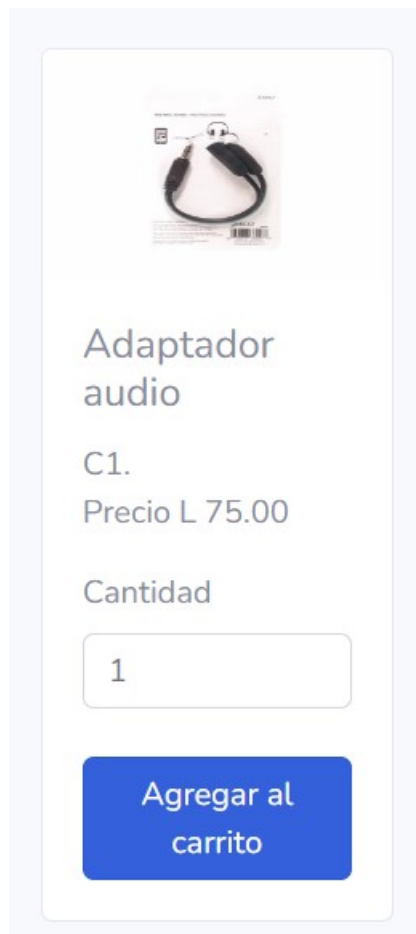 Adaptador
audio
C1.
Precio L 75.00
Cantidad
1
Agregar al
carrito